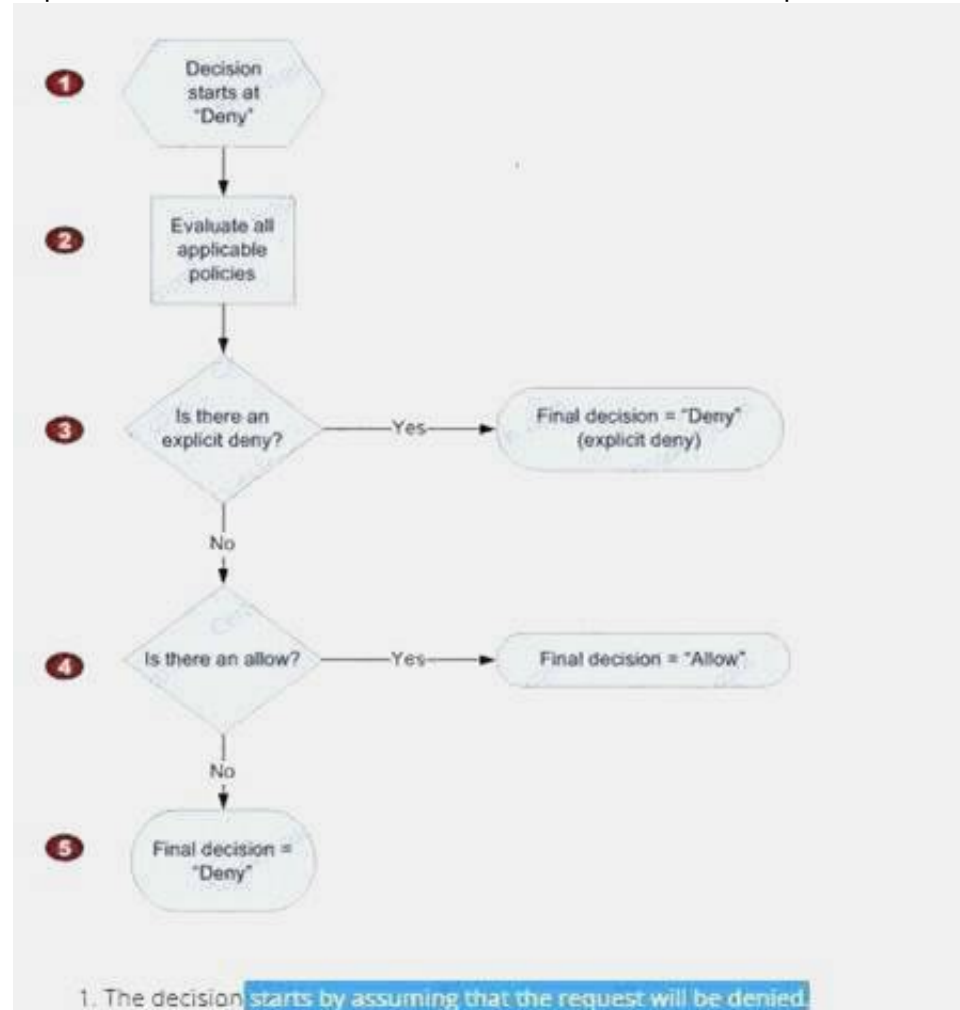 1
Decision
starts at
"Deny"
2
Evaluate all
applicable
policies
3
Is there an
explicit deny?
Yes
Final decision = "Deny"
(explicit deny)
No
4
Is there an allow?
Yes
Final decision = "Allow"
No
5
Final decision =
"Deny"
1. The decision starts by assuming that the request will be denied.